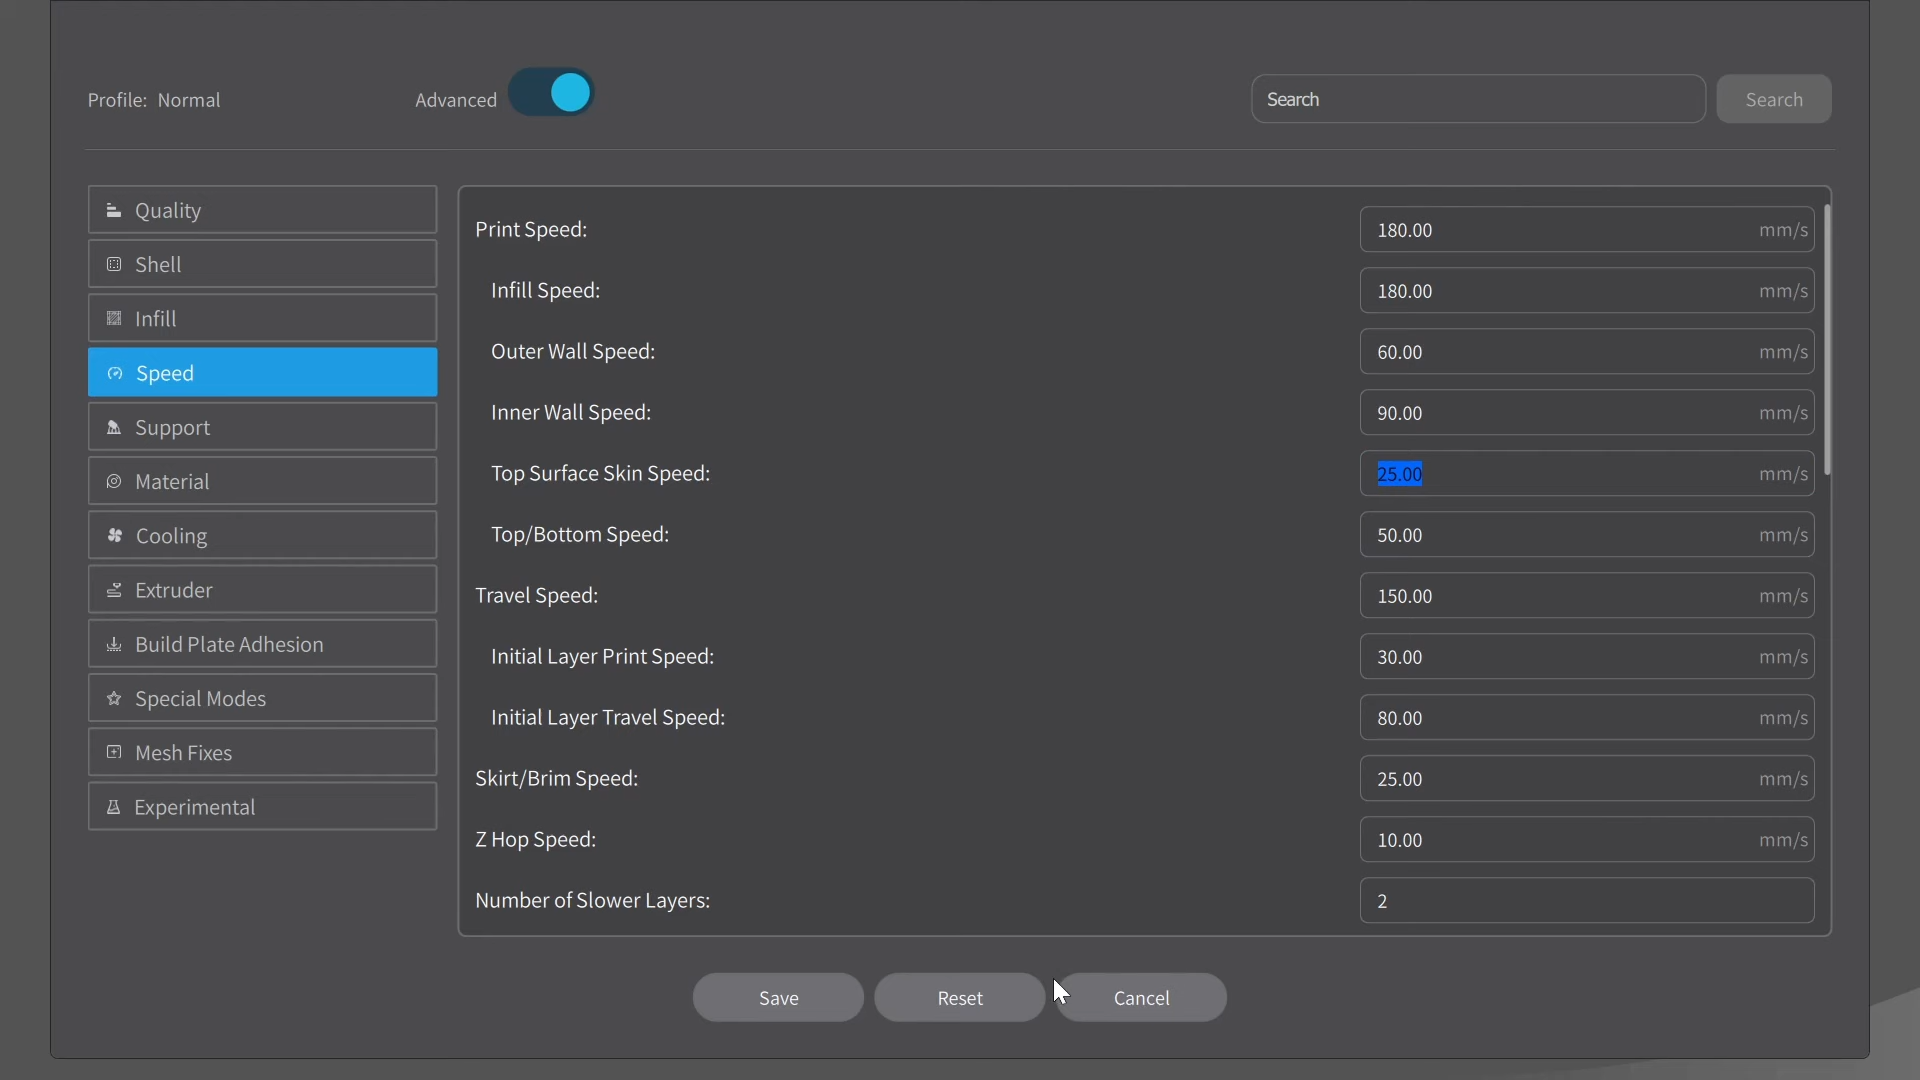 Profile: Normal
Advanced
Search
Search
Quality
Shell
Infill
Speed
Support
Material
Cooling
Extruder
Build Plate Adhesion
Special Modes
Mesh Fixes
Experimental
Print Speed: 180.00 mm/s
Infill Speed: 180.00 mm/s
Outer Wall Speed: 60.00 mm/s
Inner Wall Speed: 90.00 mm/s
Top Surface Skin Speed: 25.00 mm/s
Top/Bottom Speed: 50.00 mm/s
Travel Speed: 150.00 mm/s
Initial Layer Print Speed: 30.00 mm/s
Initial Layer Travel Speed: 80.00 mm/s
Skirt/Brim Speed: 25.00 mm/s
Z Hop Speed: 10.00 mm/s
Number of Slower Layers: 2
Save
Reset
Cancel